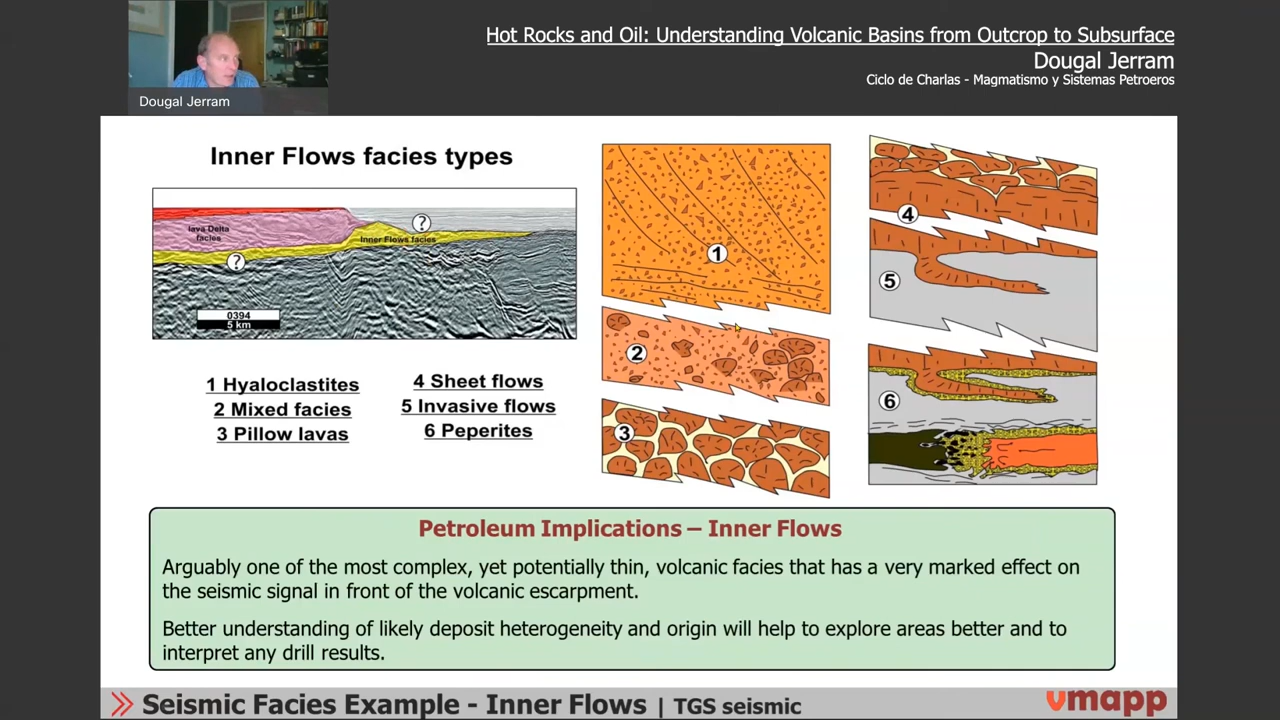 Hot Rocks and Oil: Understanding Volcanic Basins from Outcrop to Subsurface
Dougal Jerram
Ciclo de Charlas - Magmatismo y Sistemas Petroeros
Dougal Jerram
Inner Flows facies types
lava Delta
facies
?
Inner Flows facies
?
0394
5 km
1 Hyaloclastites
2 Mixed facies
3 Pillow lavas
4 Sheet flows
5 Invasive flows
6 Peperites
1
2
3
4
5
6
Petroleum Implications – Inner Flows
Arguably one of the most complex, yet potentially thin, volcanic facies that has a very marked effect on
the seismic signal in front of the volcanic escarpment.
Better understanding of likely deposit heterogeneity and origin will help to explore areas better and to
interpret any drill results.
Seismic Facies Example - Inner Flows | TGS seismic
vmapp